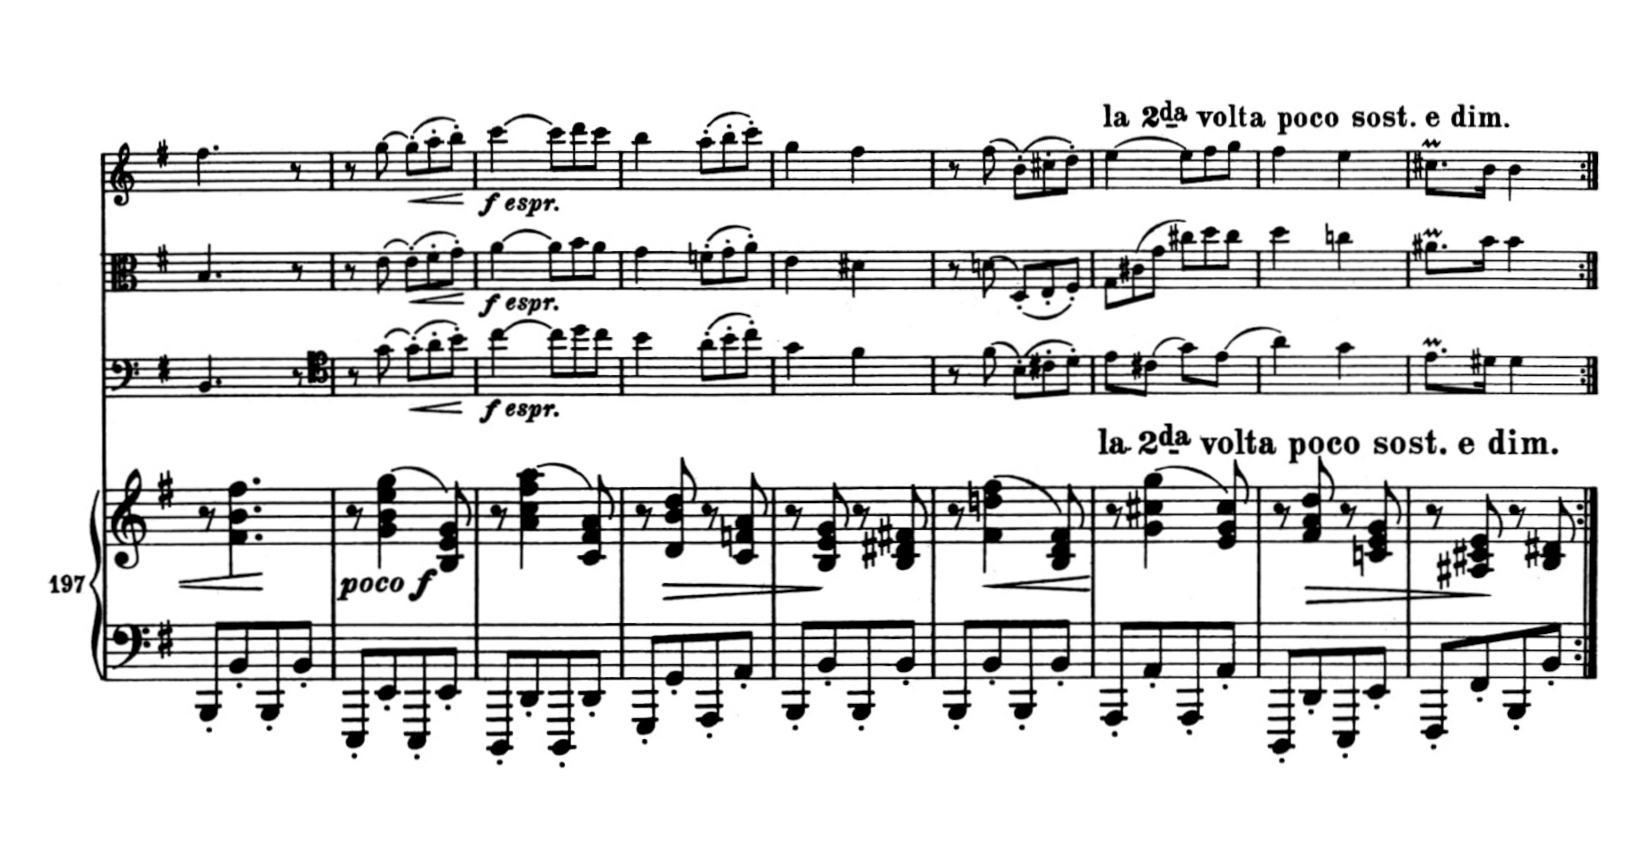 la 2da volta poco sost. e dim.
f espr.
f espr.
f espr.
la 2da volta poco sost. e dim.
197
poco f